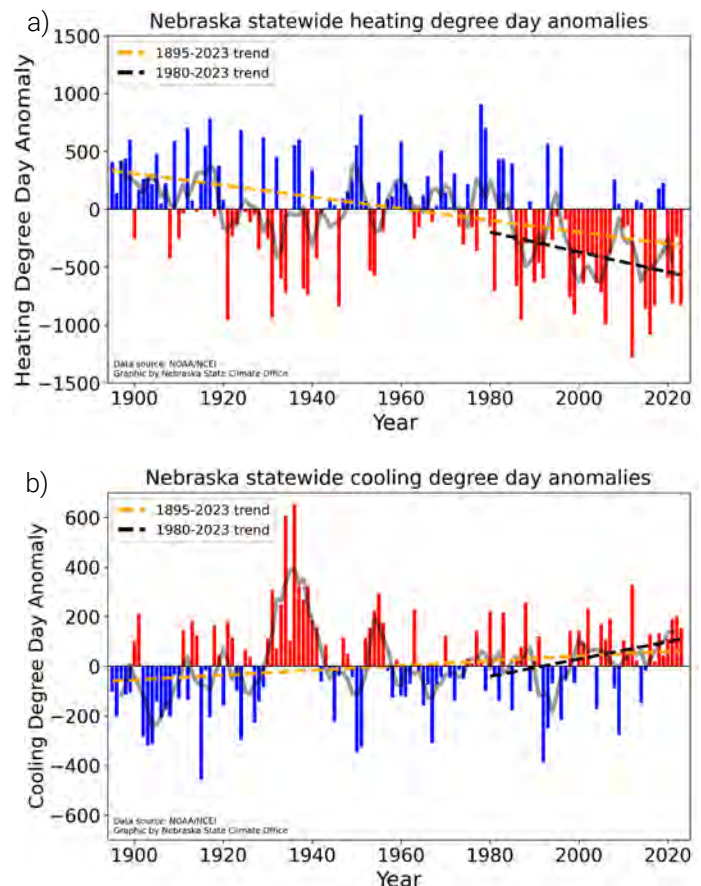 a)
Nebraska statewide heating degree day anomalies
1500
1895-2023 trend
1980-2023 trend
1000
500
0
−500
−1000
−1500
Heating Degree Day Anomaly
Data source: NOAA/NCEI
Graphic by Nebraska State Climate Office
1900 1920 1940 1960 1980 2000 2020
Year
b)
Nebraska statewide cooling degree day anomalies
1895-2023 trend
1980-2023 trend
600
400
200
0
−200
−400
−600
Cooling Degree Day Anomaly
Data source: NOAA/NCEI
Graphic by Nebraska State Climate Office
1900 1920 1940 1960 1980 2000 2020
Year